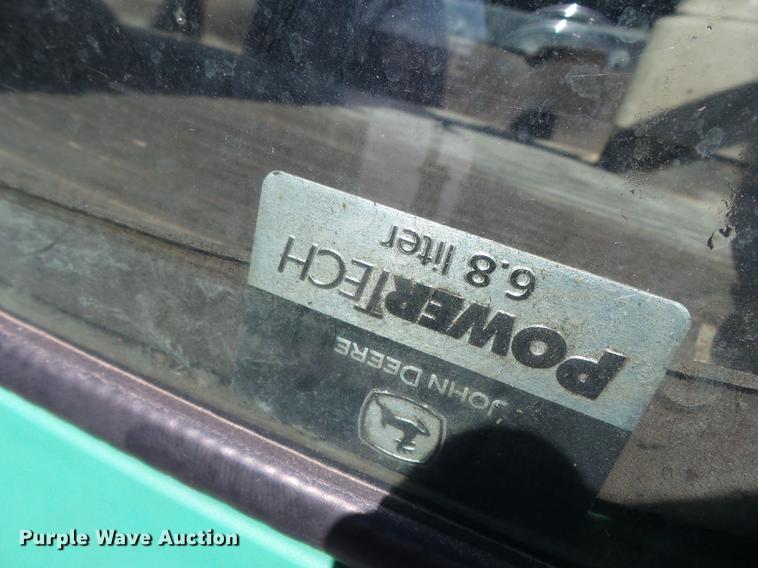 JOHN DEERE
POWERTECH
6.8 liter
Purple Wave Auction